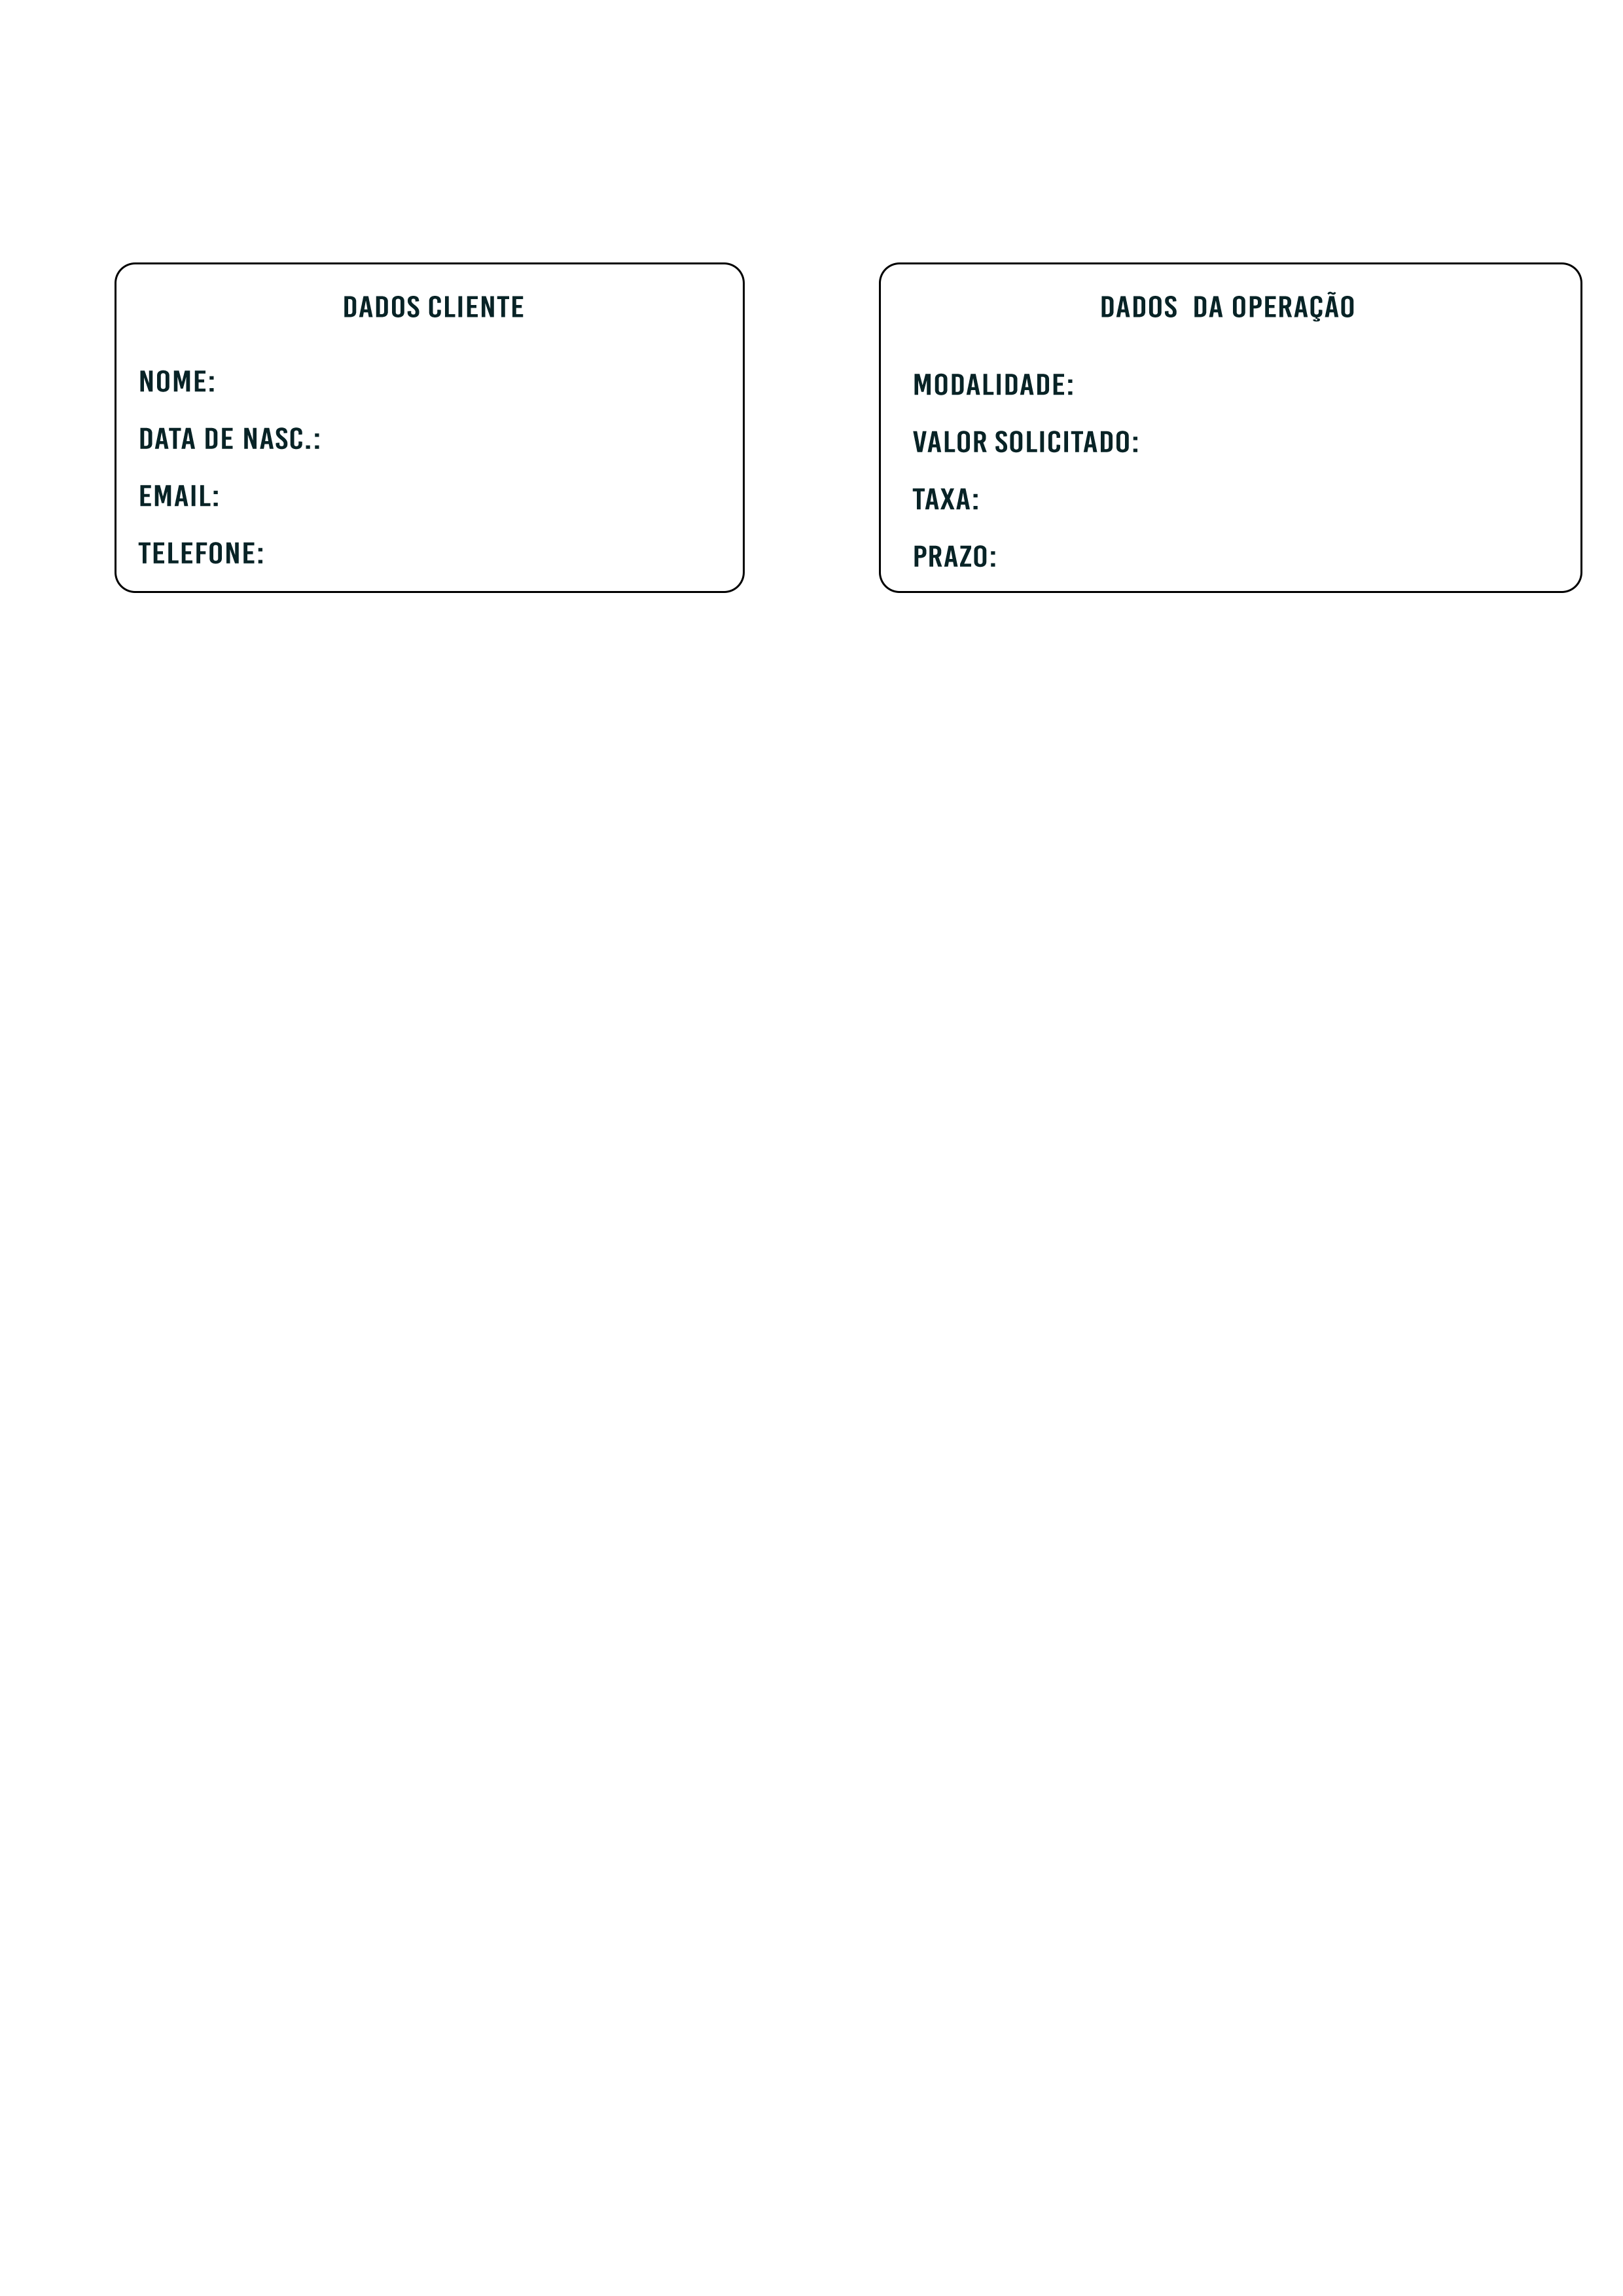 DADOS CLIENTE
NOME:
DATA DE NASC.:
EMAIL:
TELEFONE:
DADOS  DA OPERAÇÃO
MODALIDADE:
VALOR SOLICITADO:
TAXA:
PRAZO: